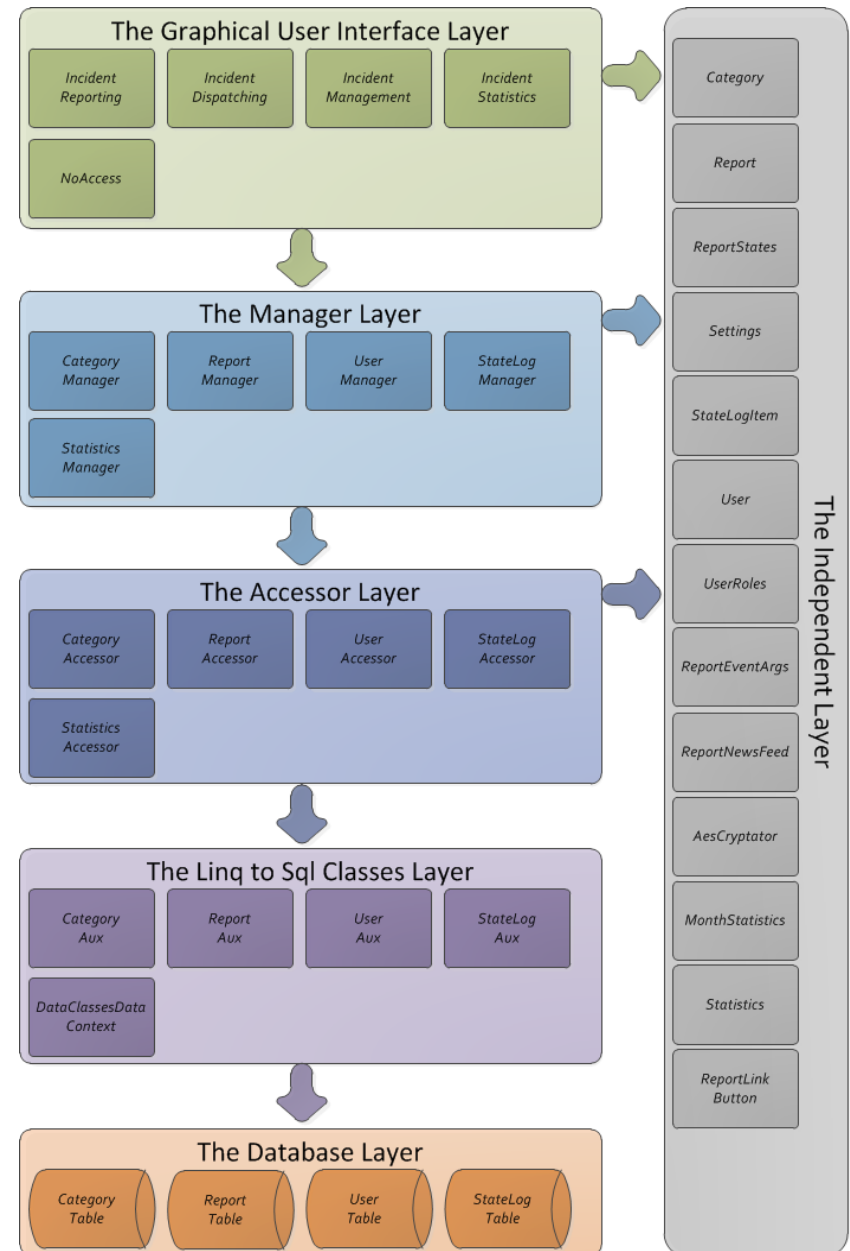 The Graphical User Interface Layer
Incident
Reporting
Incident
Dispatching
Incident
Management
Incident
Statistics
NoAccess
The Manager Layer
Category
Manager
Report
Manager
User
Manager
StateLog
Manager
Statistics
Manager
The Accessor Layer
Category
Accessor
Report
Accessor
User
Accessor
StateLog
Accessor
Statistics
Accessor
The Linq to Sql Classes Layer
Category
Aux
Report
Aux
User
Aux
StateLog
Aux
DataClassesData
Context
The Database Layer
Category
Table
Report
Table
User
Table
StateLog
Table
The Independent Layer
Category
Report
ReportStates
Settings
StateLogItem
User
UserRoles
ReportEventArgs
ReportNewsFeed
AesCryptator
MonthStatistics
Statistics
ReportLink
Button